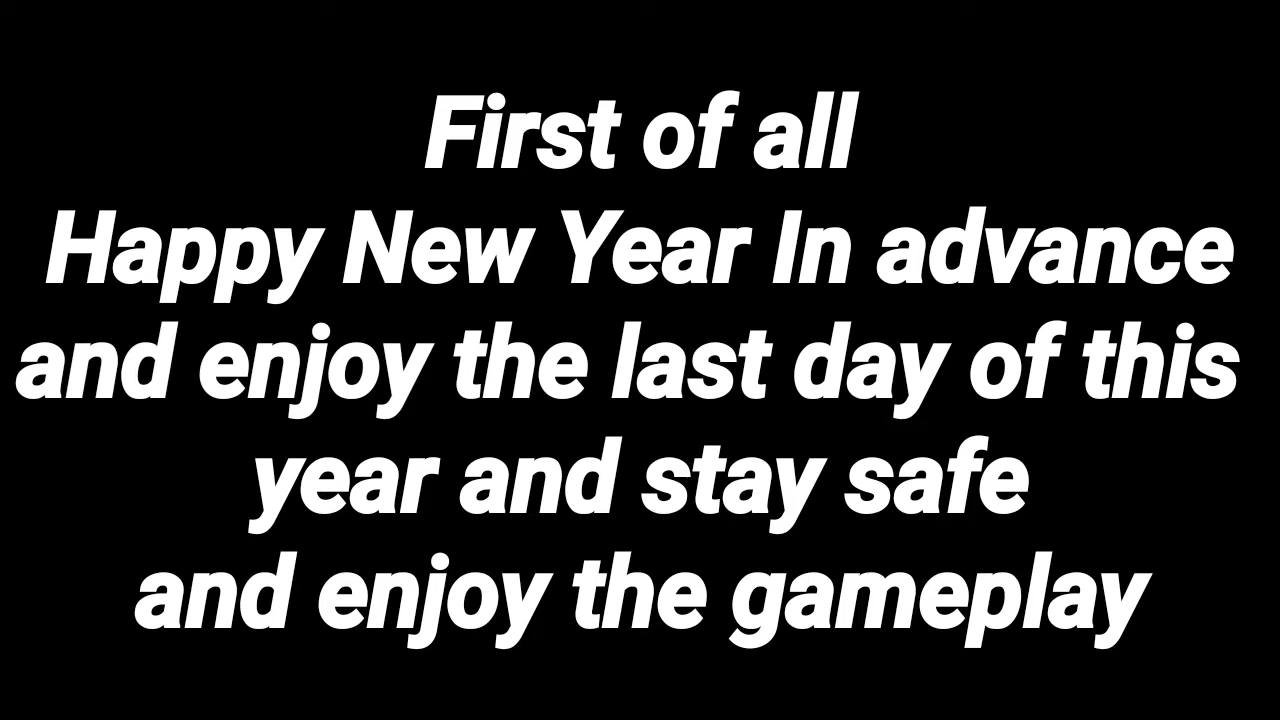 First of all
Happy New Year In advance
and enjoy the last day of this
year and stay safe
and enjoy the gameplay